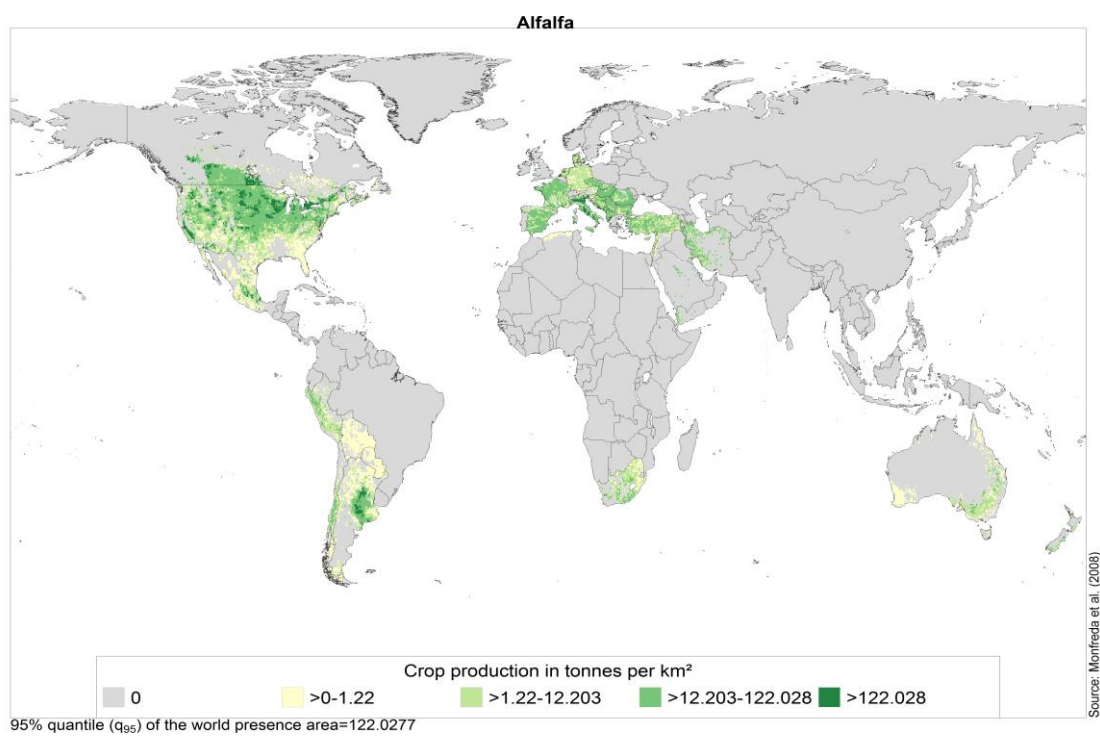 Alfalfa
Source: Monfreda et al. (2008)
Crop production in tonnes per km²
0
>0-1.22
>1.22-12.203
>12.203-122.028
>122.028
95% quantile (q₉₅) of the world presence area=122.0277